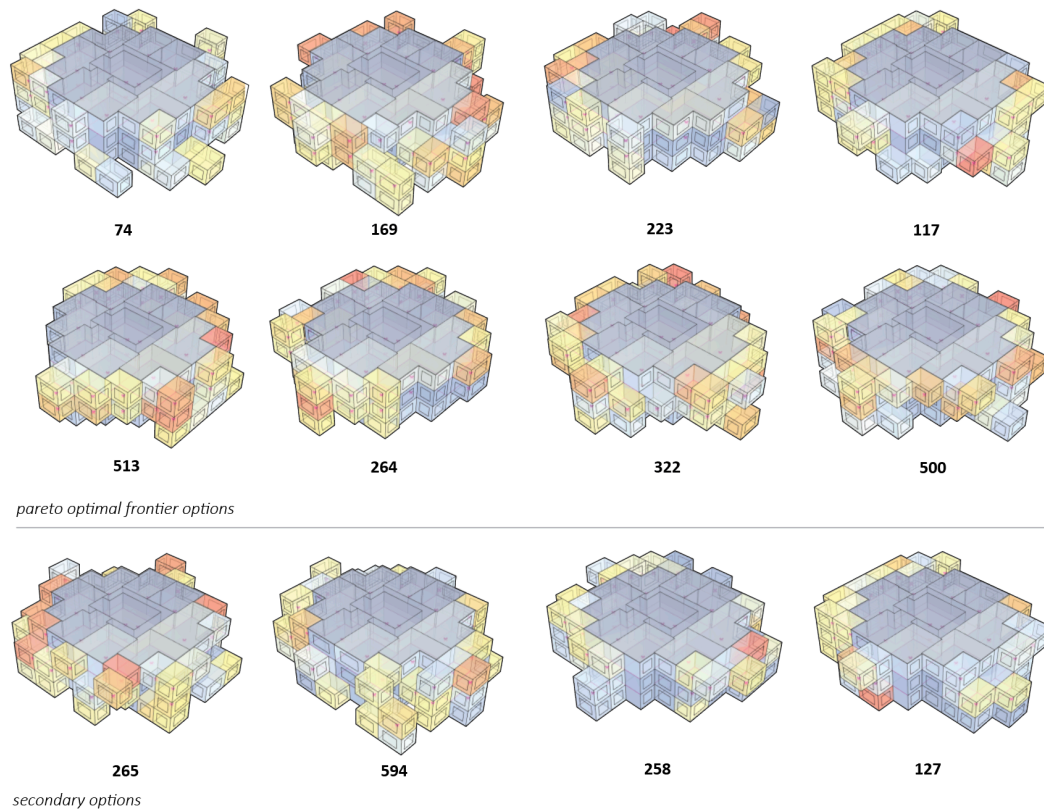 74 169 223 117
513 264 322 500
pareto optimal frontier options
265 594 258 127
secondary options